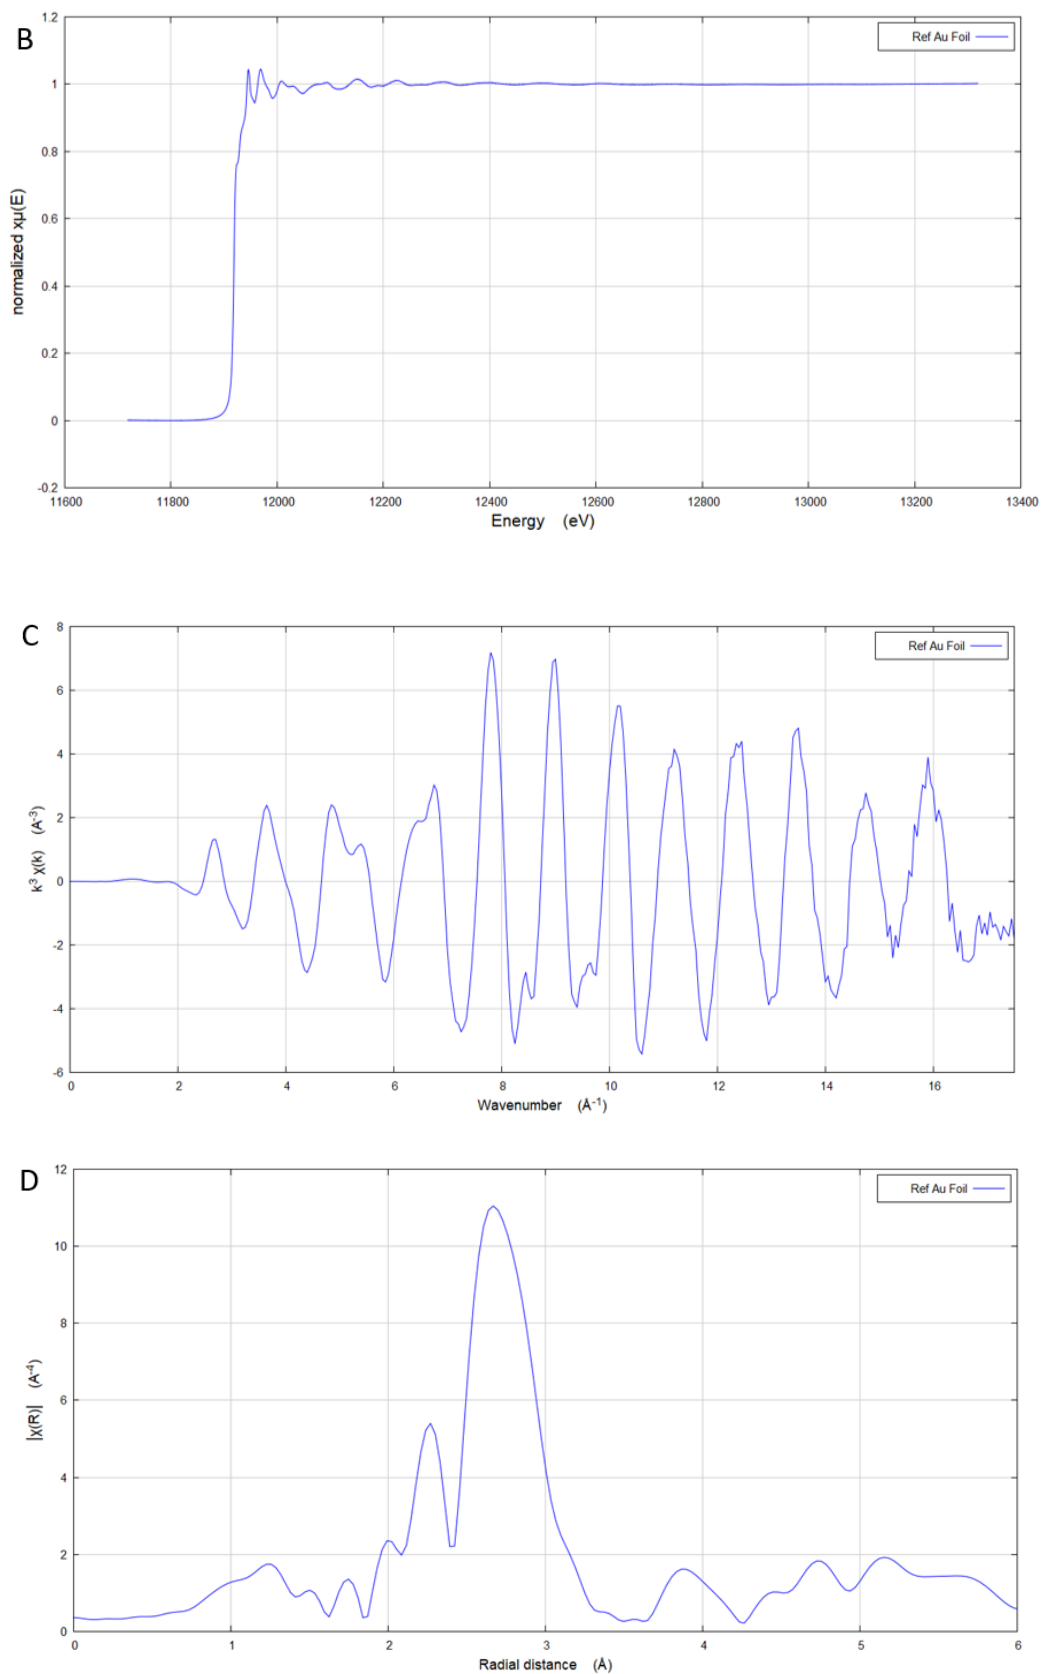 B
1.2
Ref Au Foil
1
0.8
normalized xµ(E)
0.6
0.4
0.2
0
-0.2
11600 11800 12000 12200 12400 12600 12800 13000 13200 13400
Energy (eV)
C
8
Ref Au Foil
6
4
2
k³ χ(k) (A⁻³)
0
-2
-4
-6
0 2 4 6 8 10 12 14 16
Wavenumber (Å⁻¹)
D
12
Ref Au Foil
10
8
|χ(R)| (A⁻⁴)
6
4
2
0
0 1 2 3 4 5 6
Radial distance (Å)